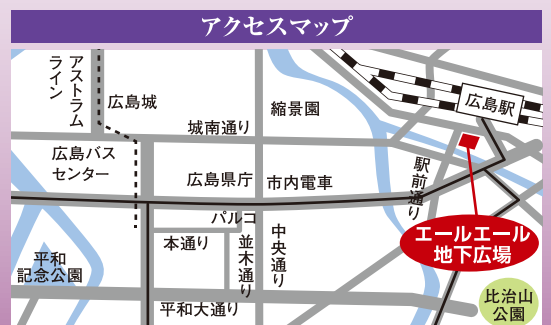 アクセスマップ
アストラム
ライン
広島城
縮景園
広島駅
城南通り
広島バス
センター
広島県庁
市内電車
駅前通り
パルコ
本通り
並木通り
中央通り
エールエール
地下広場
平和
記念公園
平和大通り
比治山
公園